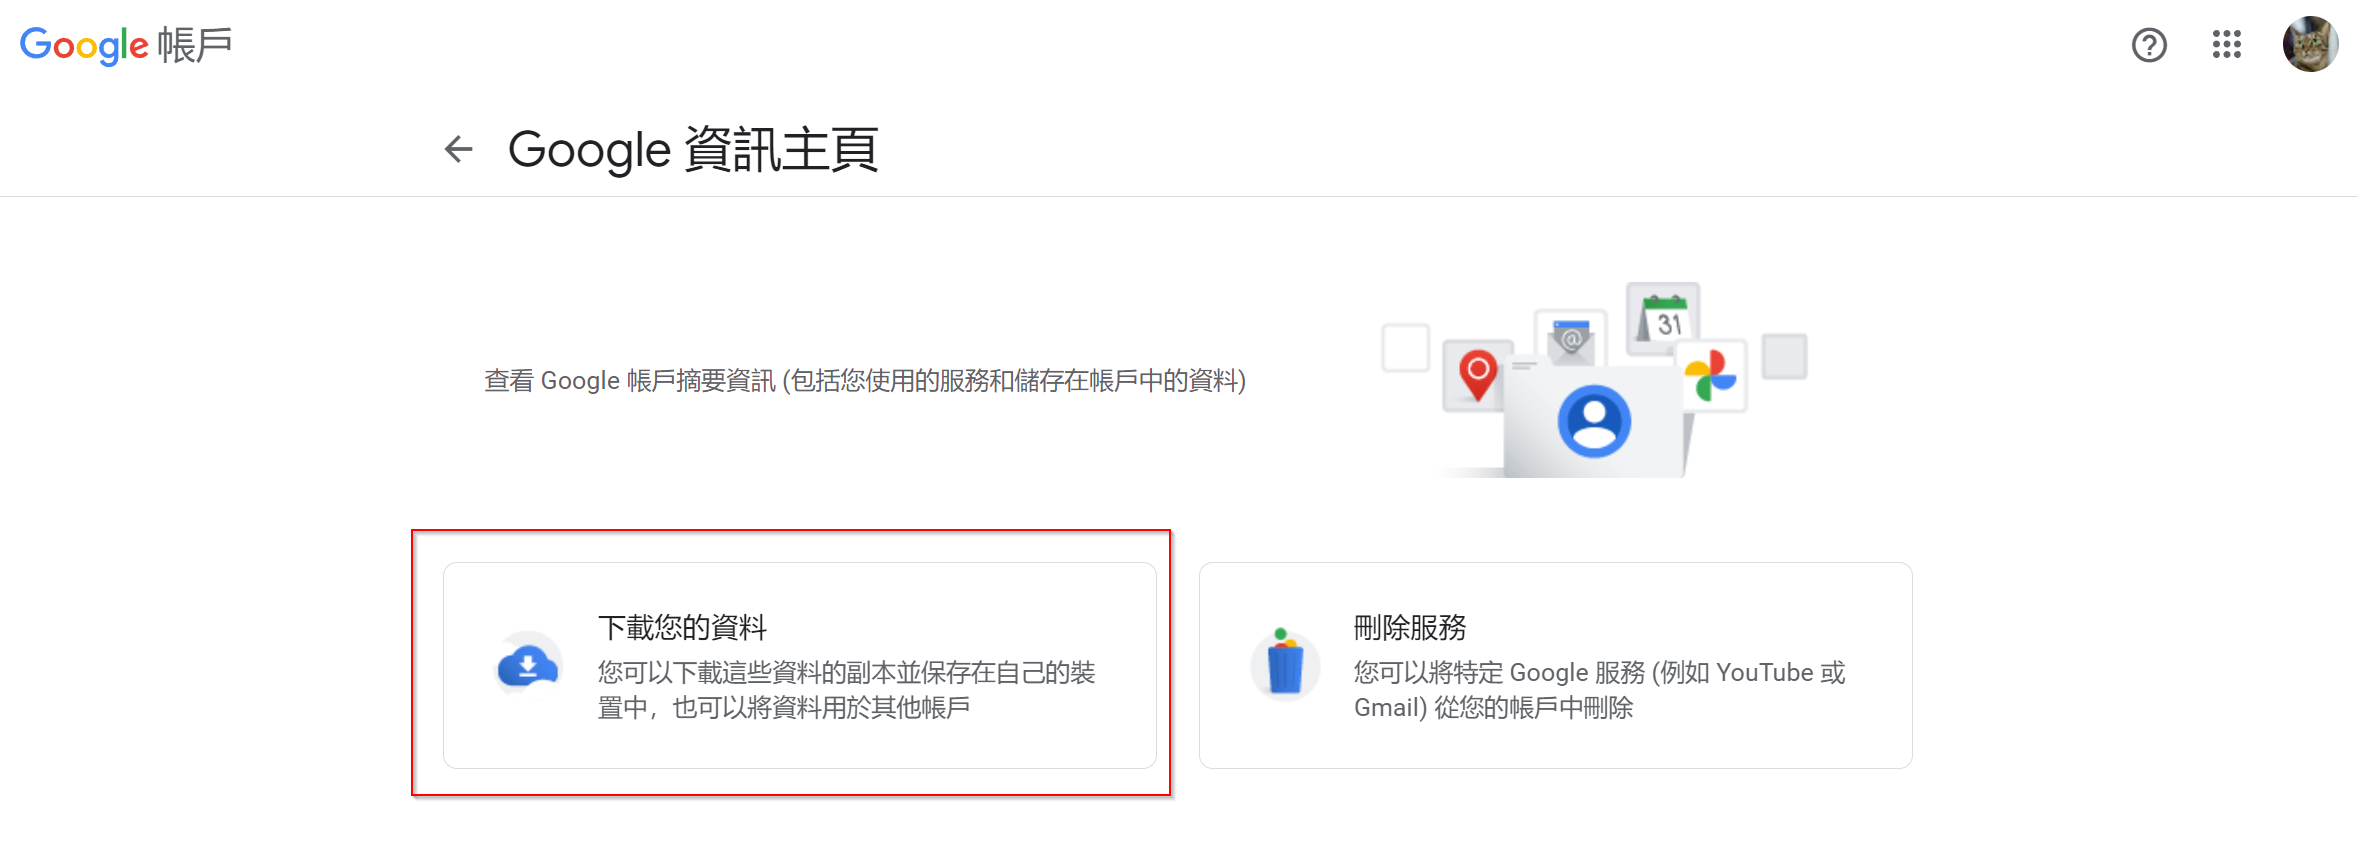 Google 帳戶
Google 資訊主頁
31
@
查看 Google 帳戶摘要資訊 (包括您使用的服務和儲存在帳戶中的資料)
下載您的資料
您可以下載這些資料的副本並保存在自己的裝
置中，也可以將資料用於其他帳戶
刪除服務
您可以將特定 Google 服務 (例如 YouTube 或
Gmail) 從您的帳戶中刪除